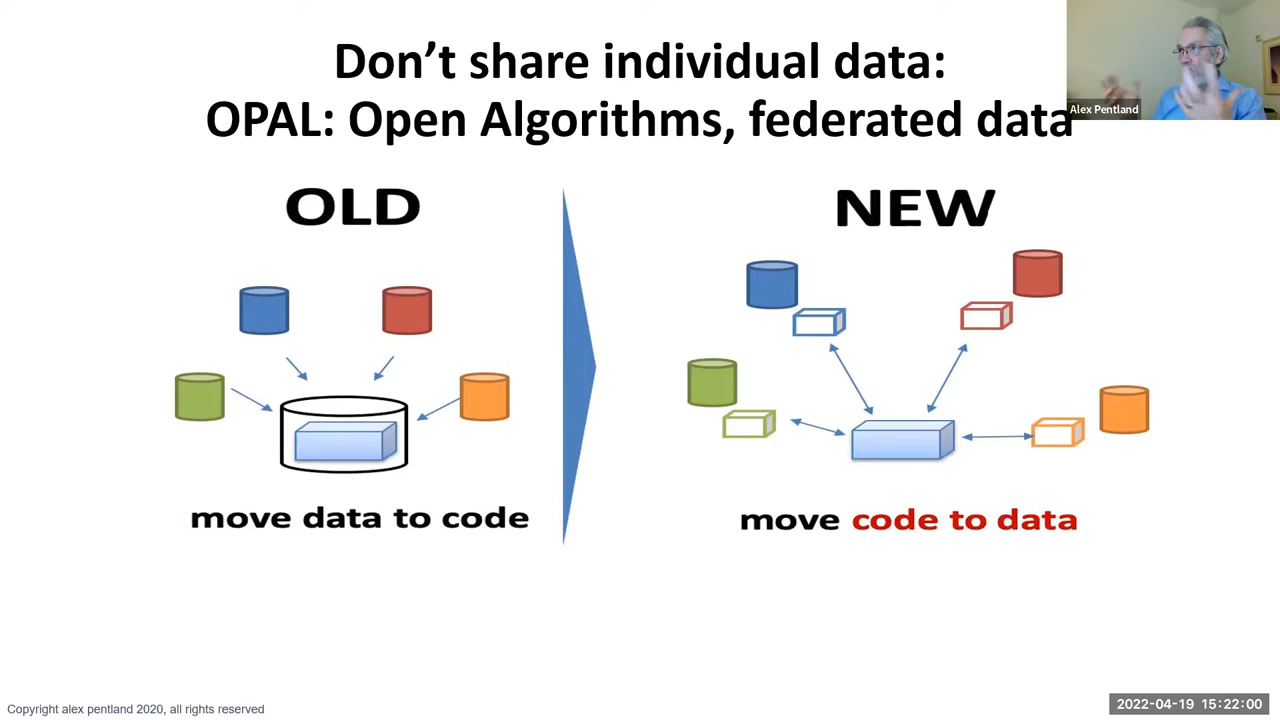 Don’t share individual data:
OPAL: Open Algorithms, federated data
Alex Pentland
OLD
NEW
move data to code
move code to data
Copyright alex pentland 2020, all rights reserved
2022-04-19 15:22:00